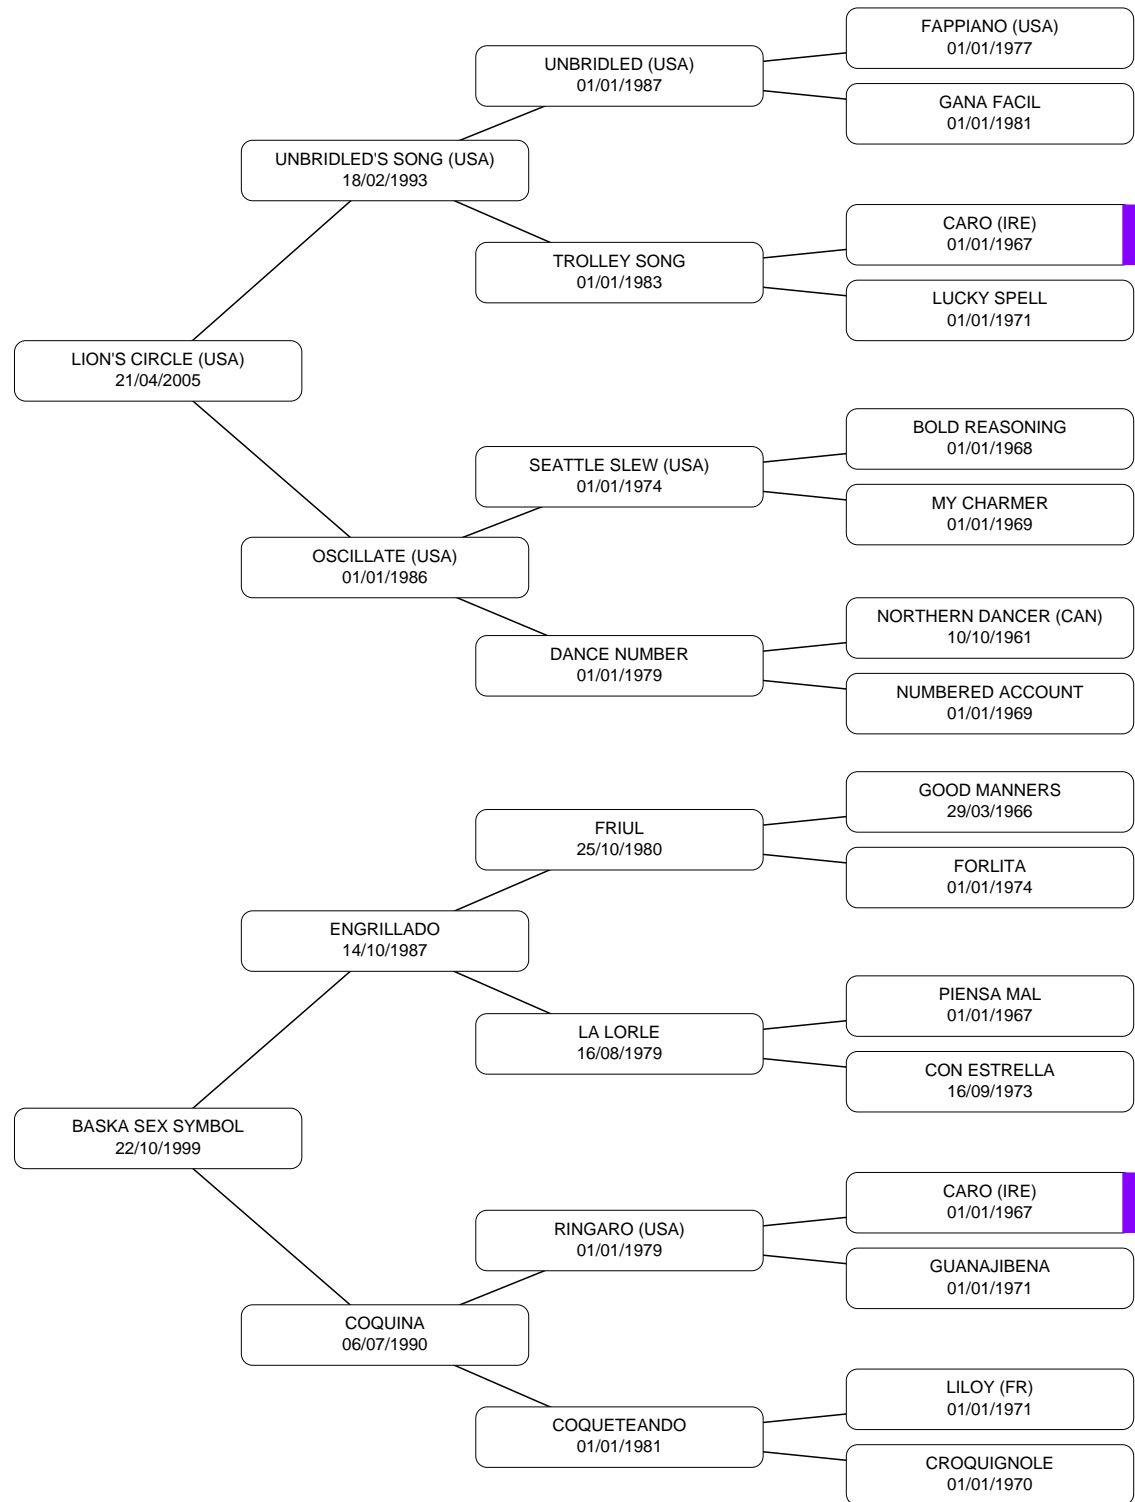 FAPPIANO (USA)
01/01/1977
UNBRIDLED (USA)
01/01/1987
GANA FACIL
01/01/1981
UNBRIDLED'S SONG (USA)
18/02/1993
CARO (IRE)
01/01/1967
TROLLEY SONG
01/01/1983
LUCKY SPELL
01/01/1971
LION'S CIRCLE (USA)
21/04/2005
BOLD REASONING
01/01/1968
SEATTLE SLEW (USA)
01/01/1974
MY CHARMER
01/01/1969
OSCILLATE (USA)
01/01/1986
NORTHERN DANCER (CAN)
10/10/1961
DANCE NUMBER
01/01/1979
NUMBERED ACCOUNT
01/01/1969
GOOD MANNERS
29/03/1966
FRIUL
25/10/1980
FORLITA
01/01/1974
ENGRILLADO
14/10/1987
PIENSA MAL
01/01/1967
LA LORLE
16/08/1979
CON ESTRELLA
16/09/1973
BASKA SEX SYMBOL
22/10/1999
CARO (IRE)
01/01/1967
RINGARO (USA)
01/01/1979
GUANAJIBENA
01/01/1971
COQUINA
06/07/1990
LILOY (FR)
01/01/1971
COQUETEANDO
01/01/1981
CROQUIGNOLE
01/01/1970